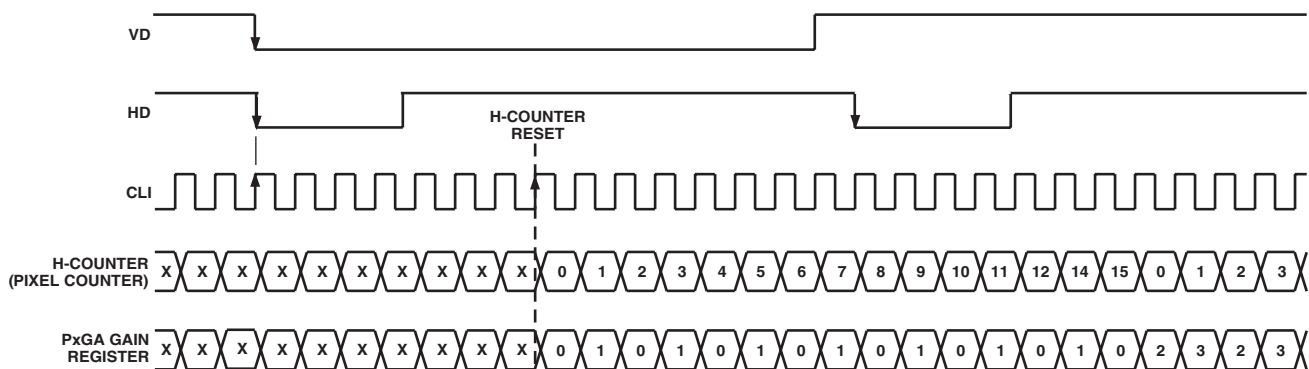 VD
HD
H-COUNTER
RESET
CLI
H-COUNTER
(PIXEL COUNTER)
X X X X X X X X X 0 1 2 3 4 5 6 7 8 9 10 11 12 14 15 0 1 2 3
PxGA GAIN
REGISTER
X X X X X X X X X 0 1 0 1 0 1 0 1 0 1 0 1 0 1 0 2 3 2 3